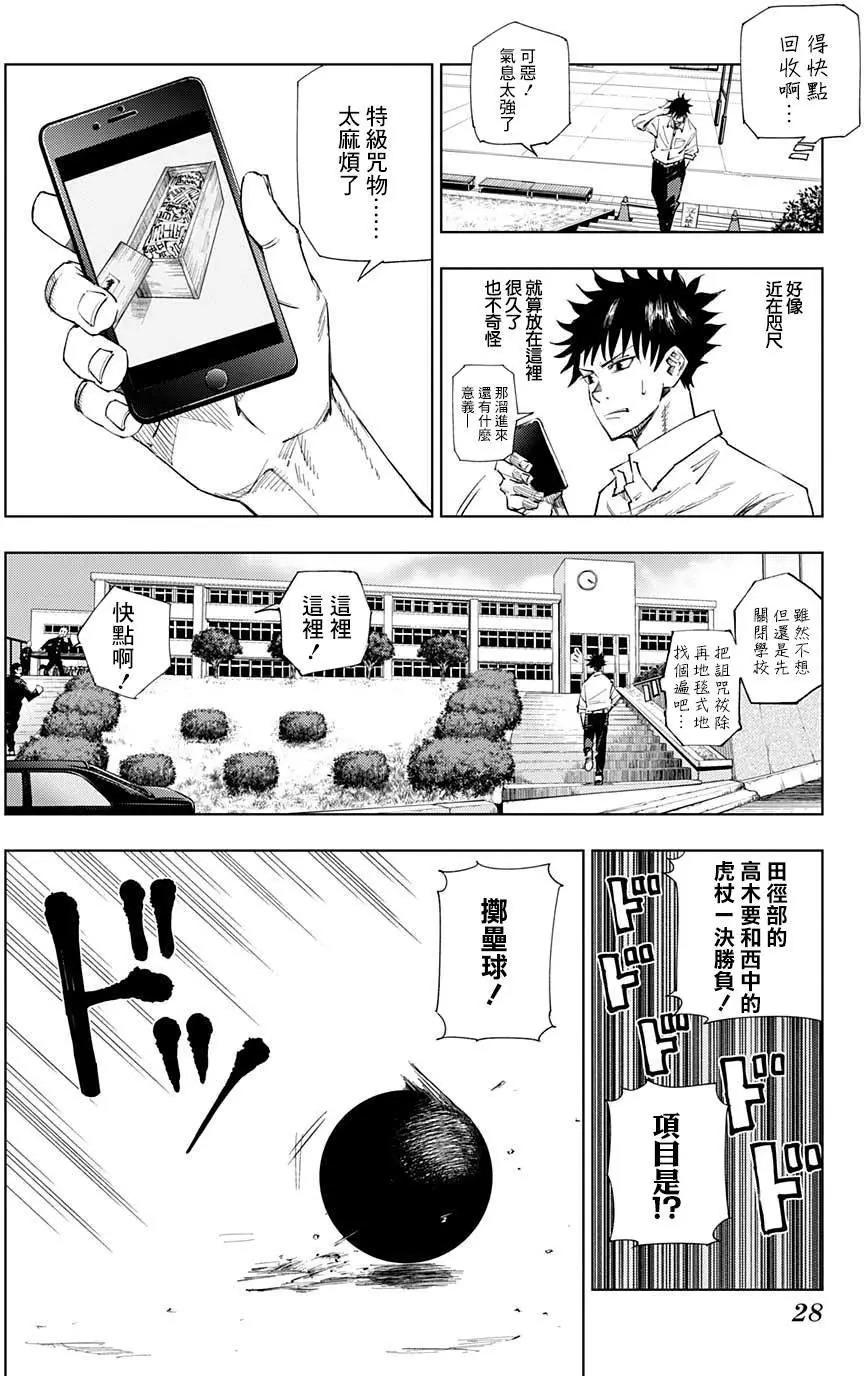 得快點
回收啊…
可惡！
氣息太強了
特級咒物……
太麻煩了
好像
近在咫尺
就算放在這裡
很久了
也不奇怪
那溜進來
還有什麼
意義—
雖然不想
但還是先
關閉學校
把詛咒祓除
再地毯式地
找個遍吧…
這裡
這裡！
快點啊！
田徑部的
高木要和西中的
虎杖一決勝負！
ドドドド
項目是!?
擲壘球！
ドッ
28